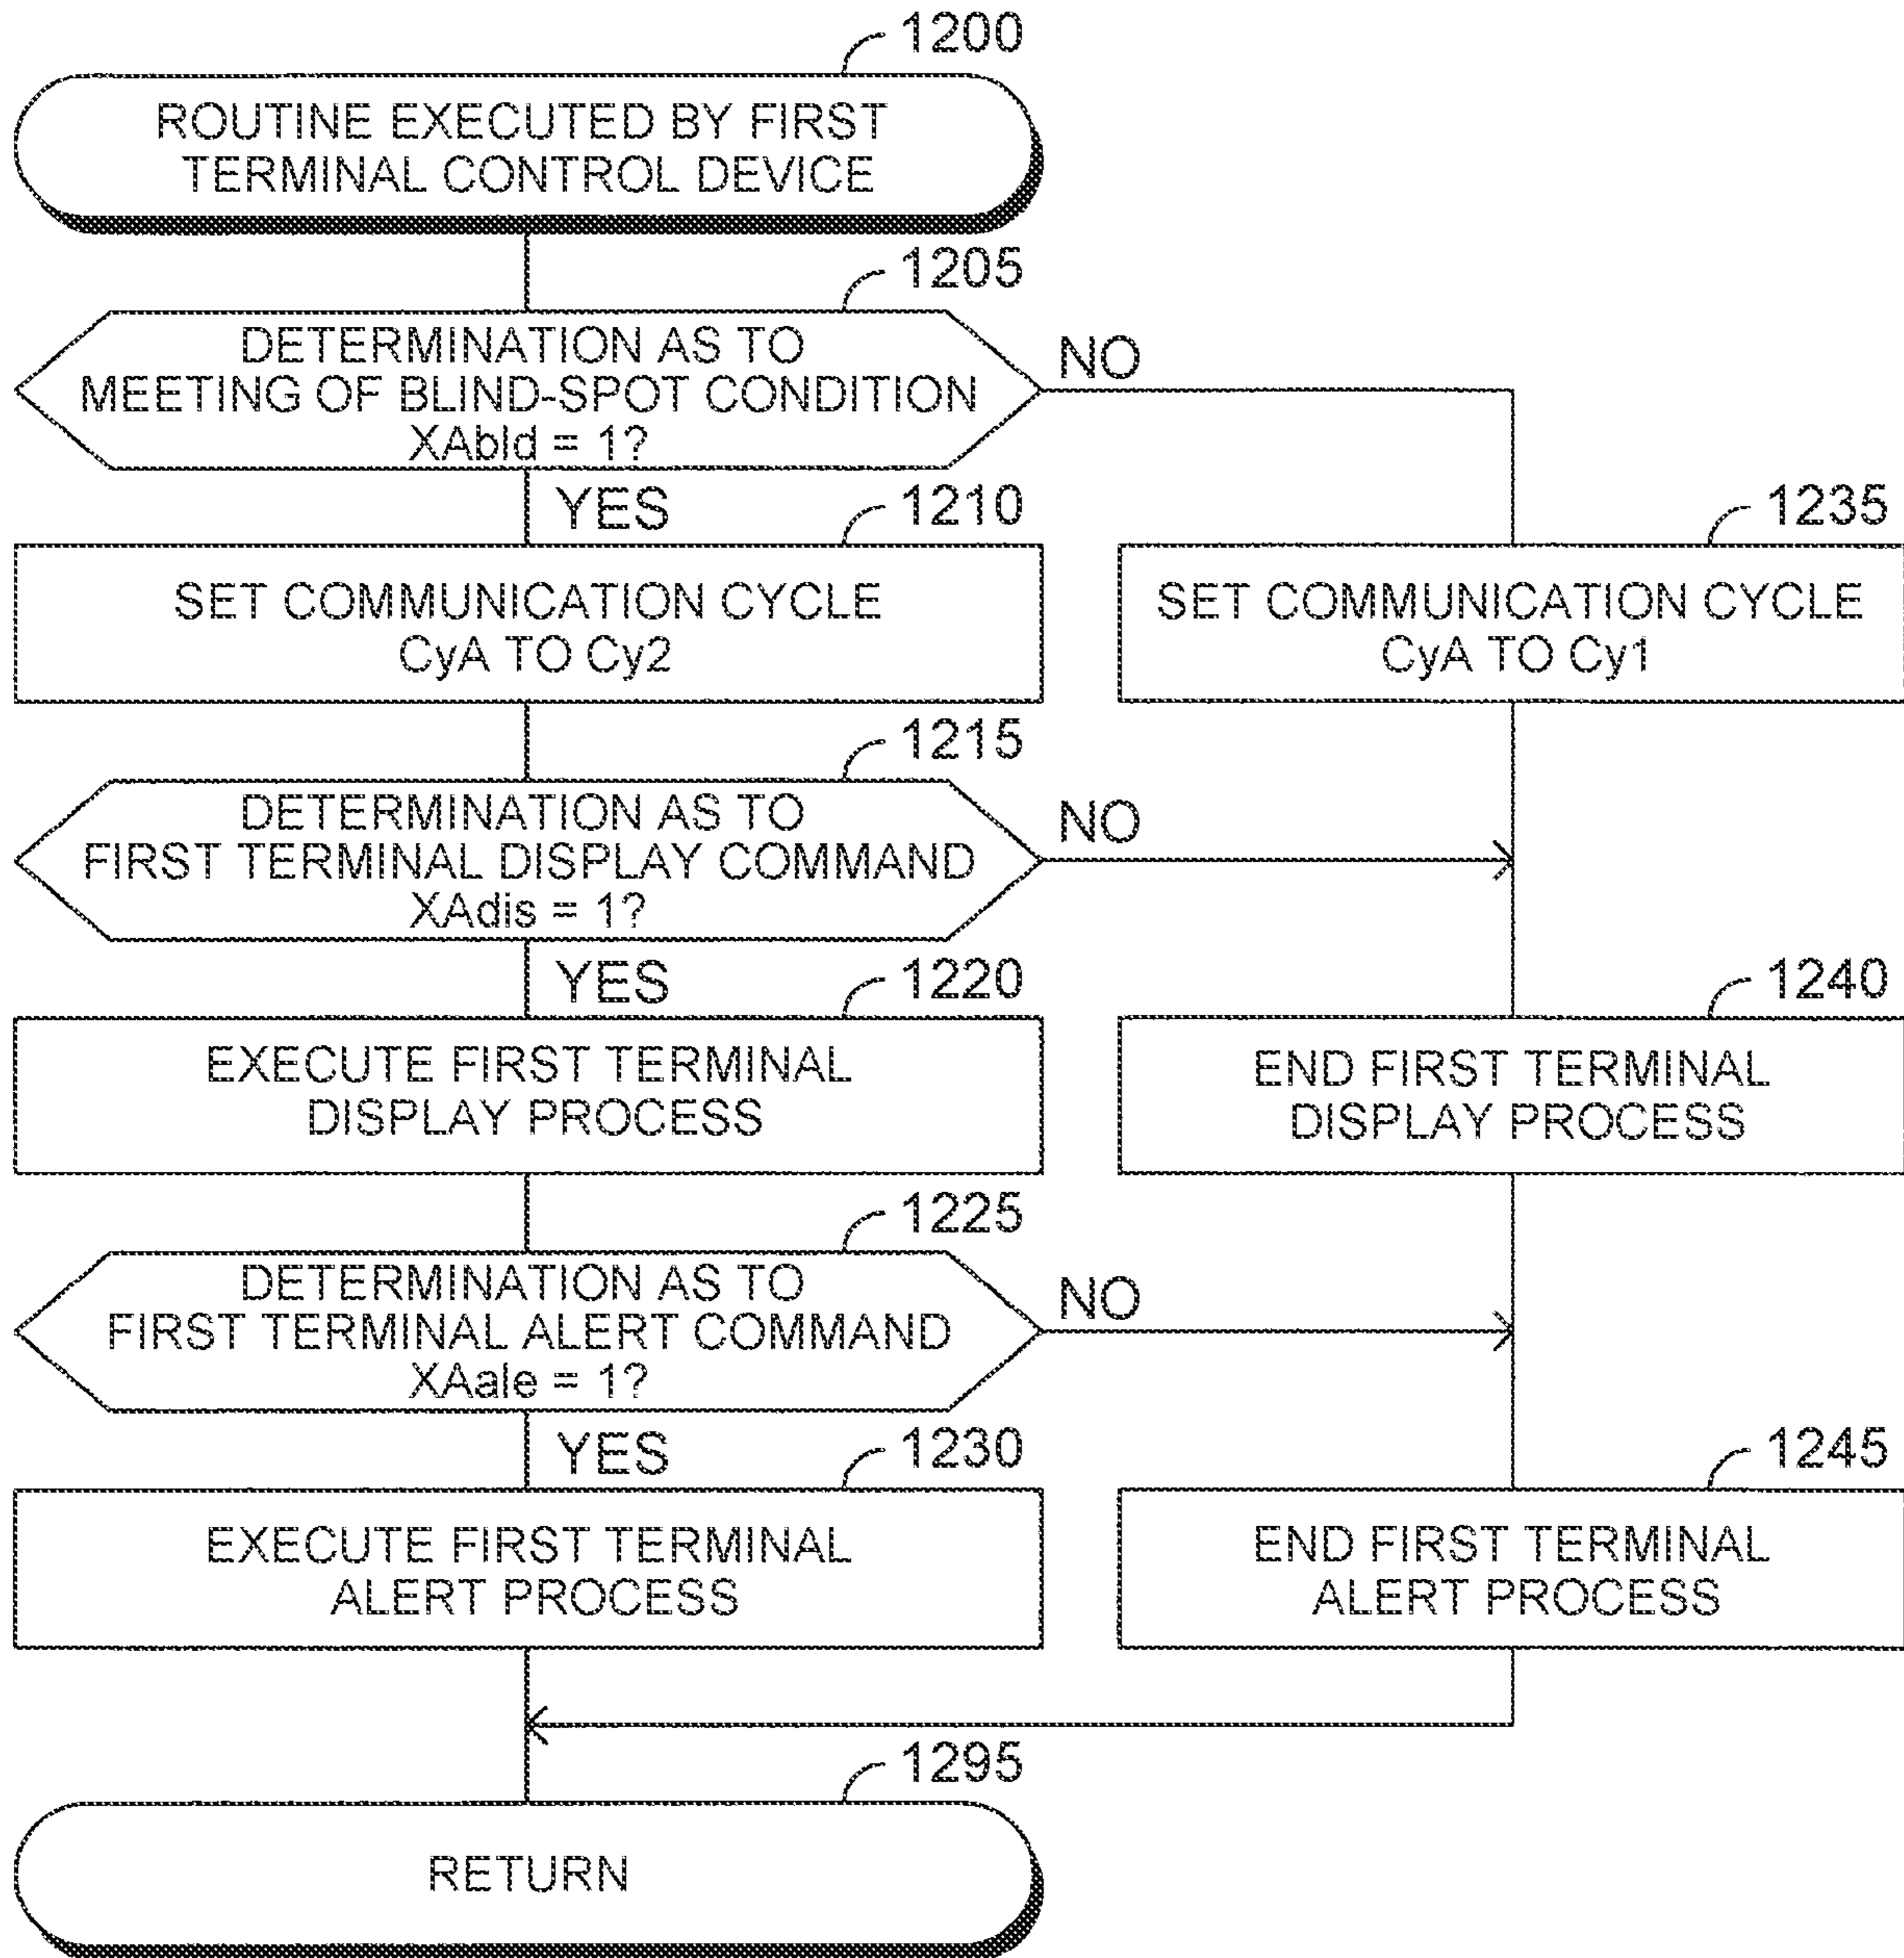 1200
ROUTINE EXECUTED BY FIRST
TERMINAL CONTROL DEVICE
1205
DETERMINATION AS TO
MEETING OF BLIND-SPOT CONDITION
XAbld = 1?
NO
YES
1210
SET COMMUNICATION CYCLE
CyA TO Cy2
1235
SET COMMUNICATION CYCLE
CyA TO Cy1
1215
DETERMINATION AS TO
FIRST TERMINAL DISPLAY COMMAND
XAdis = 1?
NO
YES
1220
EXECUTE FIRST TERMINAL
DISPLAY PROCESS
1240
END FIRST TERMINAL
DISPLAY PROCESS
1225
DETERMINATION AS TO
FIRST TERMINAL ALERT COMMAND
XAale = 1?
NO
YES
1230
EXECUTE FIRST TERMINAL
ALERT PROCESS
1245
END FIRST TERMINAL
ALERT PROCESS
1295
RETURN